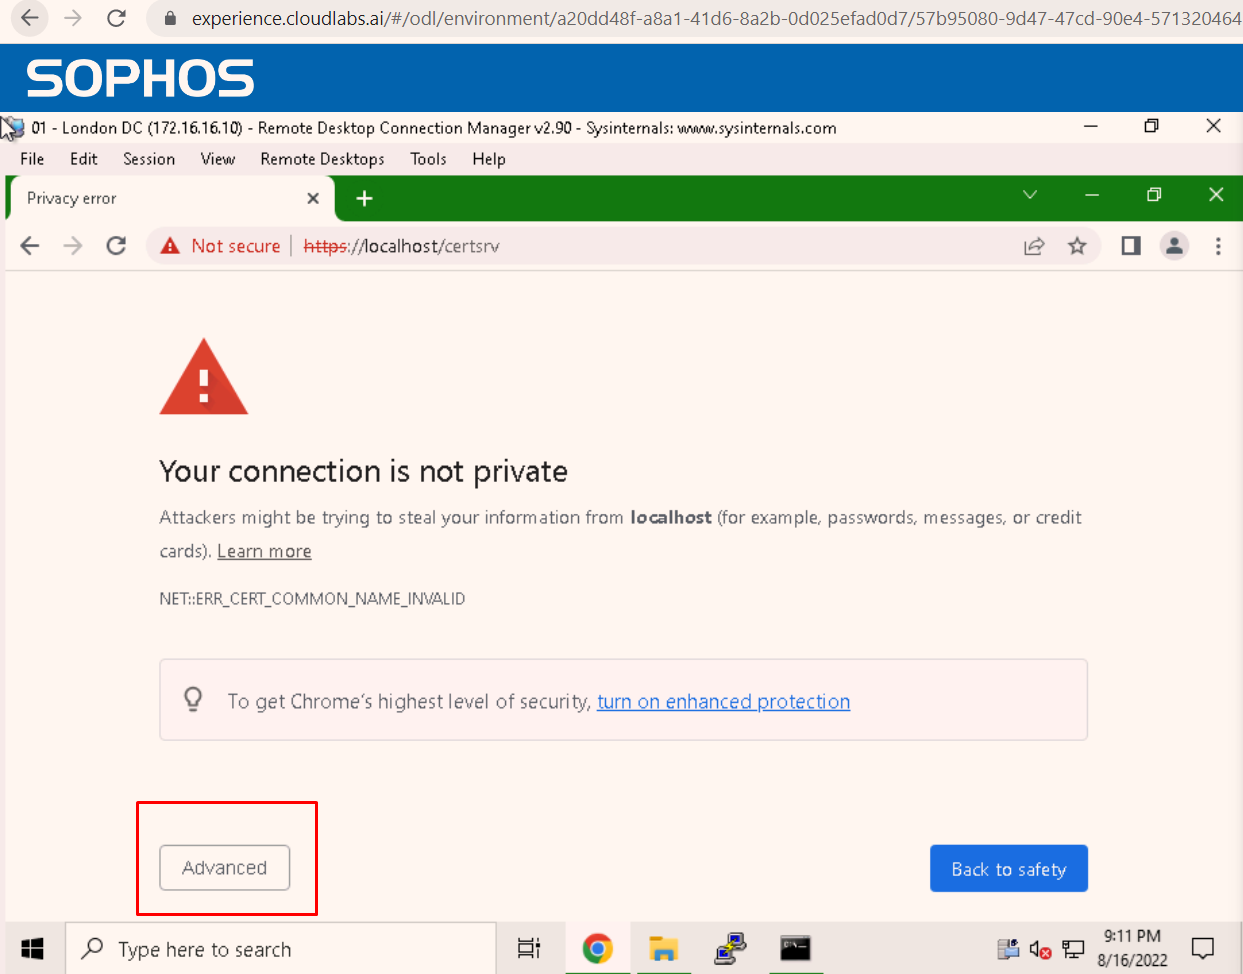 experience.cloudlabs.ai/#/odl/environment/a20dd48f-a8a1-41d6-8a2b-0d025efad0d7/57b95080-9d47-47cd-90e4-571320464
SOPHOS
01 - London DC (172.16.16.10) - Remote Desktop Connection Manager v2.90 - Sysinternals: www.sysinternals.com
File Edit Session View Remote Desktops Tools Help
Privacy error
Not secure https://localhost/certsrv
Your connection is not private
Attackers might be trying to steal your information from localhost (for example, passwords, messages, or credit
cards). Learn more
NET::ERR_CERT_COMMON_NAME_INVALID
To get Chrome's highest level of security, turn on enhanced protection
Advanced
Back to safety
Type here to search
9:11 PM
8/16/2022